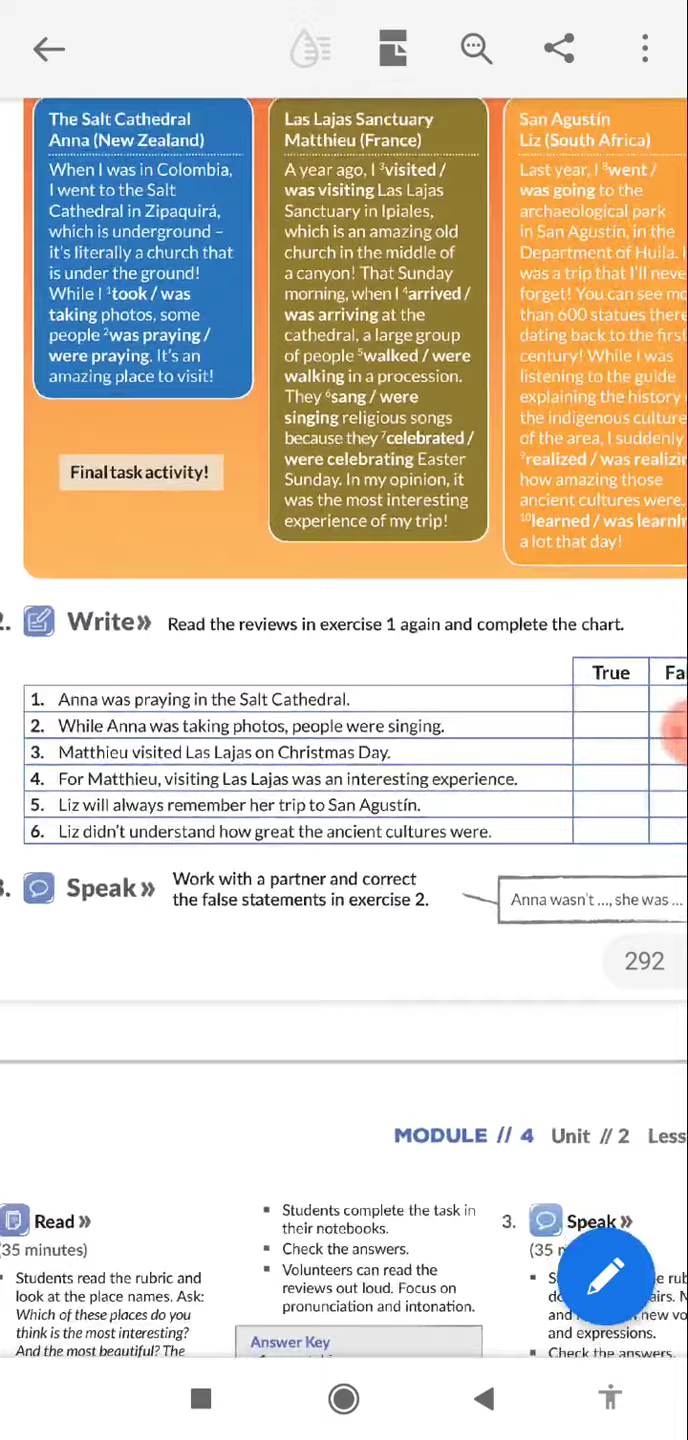 The Salt Cathedral
Anna (New Zealand)
When I was in Colombia,
I went to the Salt
Cathedral in Zipaquirá,
which is underground –
it's literally a church that
is under the ground!
While I ¹took / was
taking photos, some
people ²was praying /
were praying. It's an
amazing place to visit!
Final task activity!
Las Lajas Sanctuary
Matthieu (France)
A year ago, I ³visited /
was visiting Las Lajas
Sanctuary in Ipiales,
which is an amazing old
church in the middle of
a canyon! That Sunday
morning, when I ⁴arrived /
was arriving at the
cathedral, a large group
of people ⁵walked / were
walking in a procession.
They ⁶sang / were
singing religious songs
because they ⁷celebrated /
were celebrating Easter
Sunday. In my opinion, it
was the most interesting
experience of my trip!
San Agustín
Liz (South Africa)
Last year, I went /
was going to the
archaeological park
in San Agustín, in the
Department of Huila. I
was a trip that I'll neve
forget! You can see mo
than 600 statues there
dating back to the first
century! While I was
listening to the guide
explaining the history
the indigenous culture
of the area, I suddenly
⁹realized / was realizin
how amazing those
ancient cultures were.
¹⁰learned / was learnin
a lot that day!
2. Write» Read the reviews in exercise 1 again and complete the chart.
True Fal
1. Anna was praying in the Salt Cathedral.
2. While Anna was taking photos, people were singing.
3. Matthieu visited Las Lajas on Christmas Day.
4. For Matthieu, visiting Las Lajas was an interesting experience.
5. Liz will always remember her trip to San Agustín.
6. Liz didn't understand how great the ancient cultures were.
3. Speak» Work with a partner and correct
the false statements in exercise 2.
Anna wasn't ..., she was ...
292
MODULE // 4 Unit // 2 Less
Read»
(35 minutes)
Students read the rubric and
look at the place names. Ask:
Which of these places do you
think is the most interesting?
And the most beautiful? The
▪ Students complete the task in
their notebooks.
▪ Check the answers.
▪ Volunteers can read the
reviews out loud. Focus on
pronunciation and intonation.
Answer Key
3. Speak»
(35
e rub
airs.
and new vo
and expressions.
▪ Check the answers.